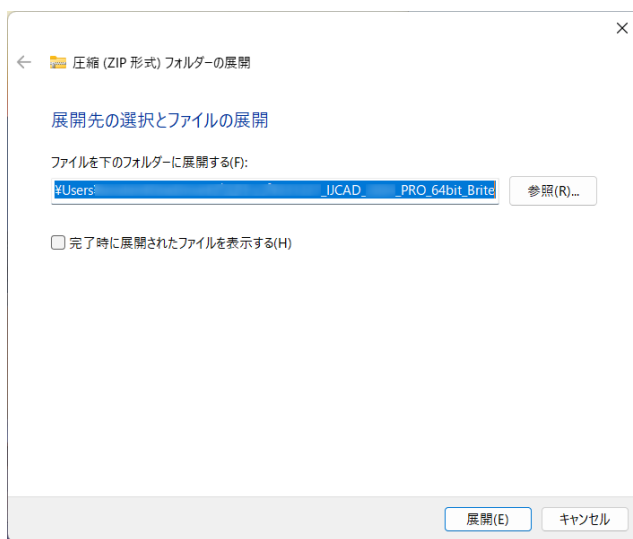 圧縮 (ZIP 形式) フォルダーの展開
展開先の選択とファイルの展開
ファイルを下のフォルダーに展開する(F):
¥Users _IJCAD_ _PRO_64bit_Brite
参照(R)...
完了時に展開されたファイルを表示する(H)
展開(E)
キャンセル